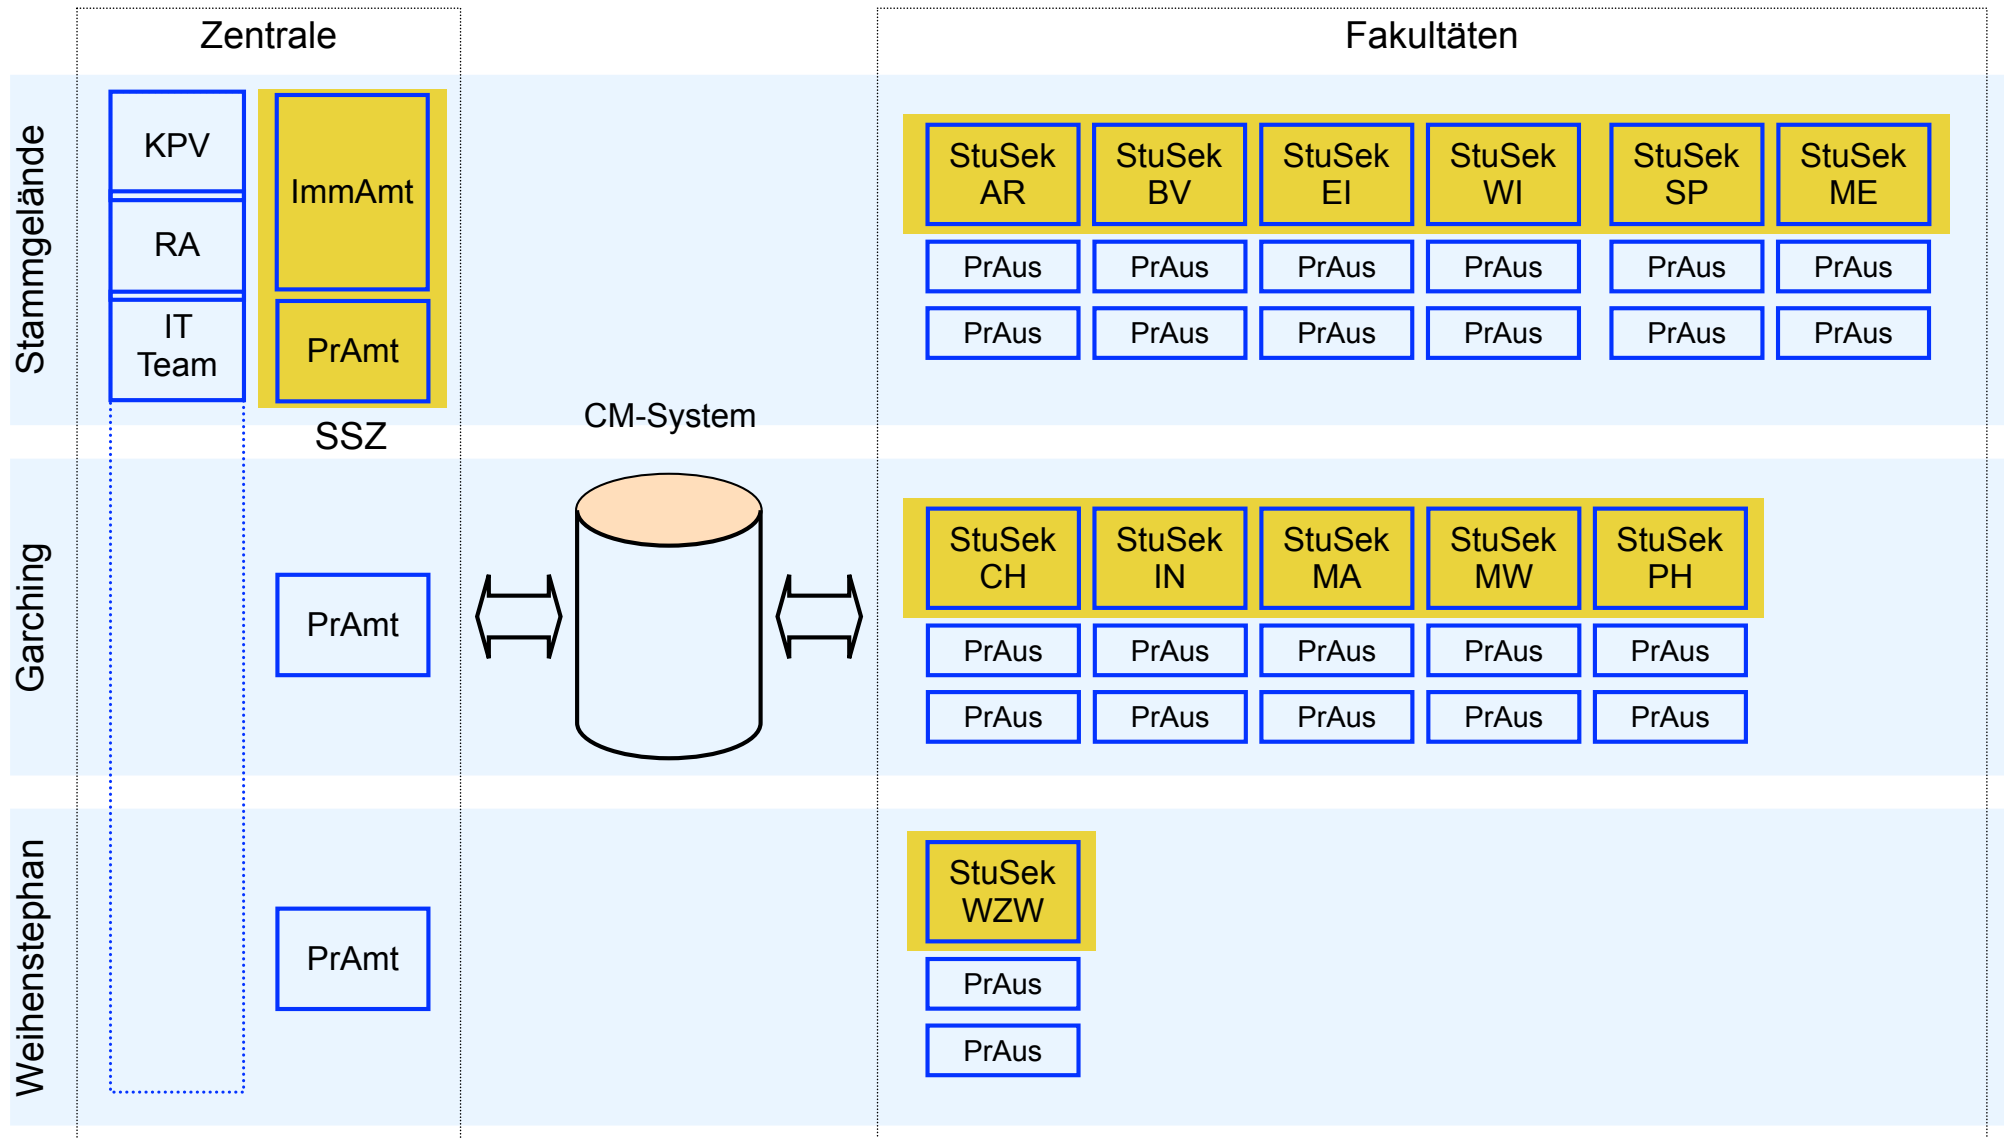 Zentrale
Fakultäten
Stammgelände
KPV
RA
IT
Team
ImmAmt
PrAmt
SSZ
CM-System
StuSek
AR
StuSek
BV
StuSek
EI
StuSek
WI
StuSek
SP
StuSek
ME
PrAus
PrAus
PrAus
PrAus
PrAus
PrAus
PrAus
PrAus
PrAus
PrAus
PrAus
PrAus
Garching
PrAmt
StuSek
CH
StuSek
IN
StuSek
MA
StuSek
MW
StuSek
PH
PrAus
PrAus
PrAus
PrAus
PrAus
PrAus
PrAus
PrAus
PrAus
PrAus
Weihenstephan
PrAmt
StuSek
WZW
PrAus
PrAus